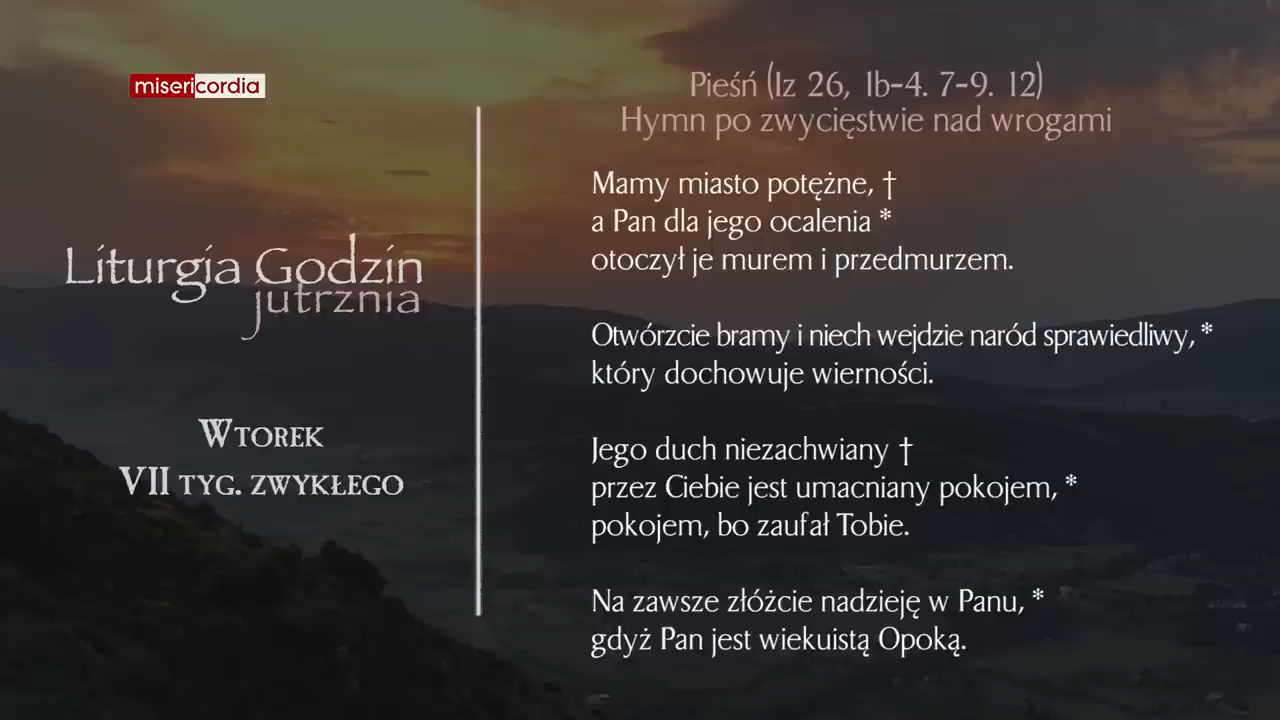 misericordia
Liturgia Godzin
jutrznia
Wtorek
VII tyg. zwykłego
Pieśń (Iz 26, 1b-4. 7-9. 12)
Hymn po zwycięstwie nad wrogami
Mamy miasto potężne, †
a Pan dla jego ocalenia *
otoczył je murem i przedmurzem.
Otwórzcie bramy i niech wejdzie naród sprawiedliwy, *
który dochowuje wierności.
Jego duch niezachwiany †
przez Ciebie jest umacniany pokojem, *
pokojem, bo zaufał Tobie.
Na zawsze złóżcie nadzieję w Panu, *
gdyż Pan jest wiekuistą Opoką.